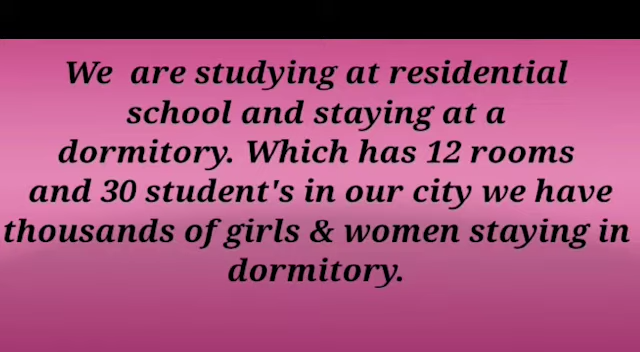 We are studying at residential
school and staying at a
dormitory. Which has 12 rooms
and 30 student's in our city we have
thousands of girls & women staying in
dormitory.